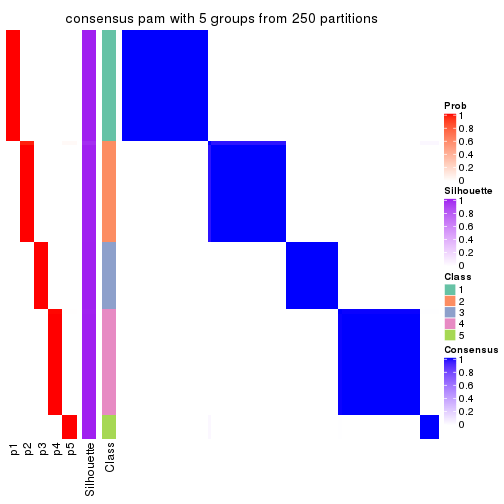 consensus pam with 5 groups from 250 partitions
Prob
1
0.8
0.6
0.4
0.2
0
Silhouette
1
0.8
0.6
0.4
0.2
0
Class
1
2
3
4
5
Consensus
1
0.8
0.6
0.4
0.2
0
p1
p2
p3
p4
p5
Silhouette
Class